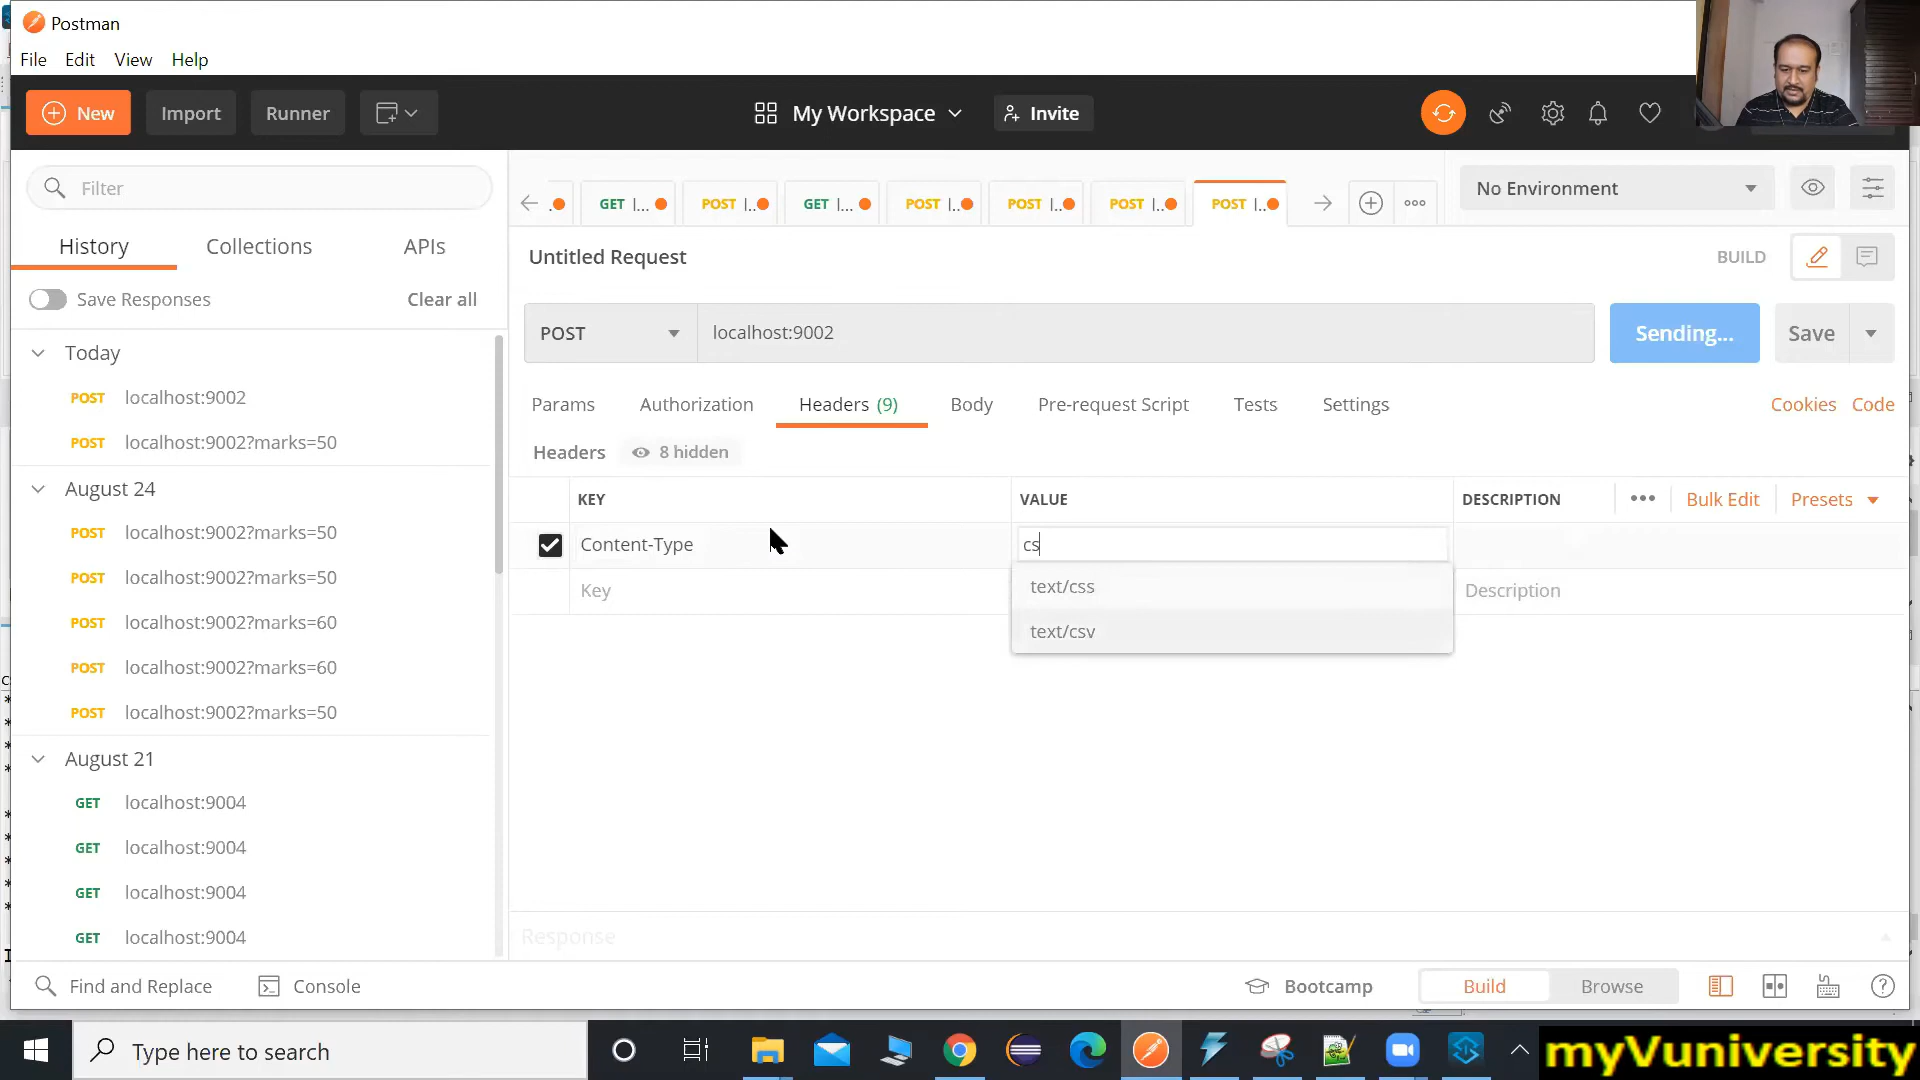 Postman
File Edit View Help
New Import Runner My Workspace Invite
Filter
GET l... POST l.. GET l... POST l.. POST l.. POST l.. POST l.. No Environment
History Collections APIs
Untitled Request BUILD
Save Responses Clear all
POST localhost:9002 Sending... Save
Today
POST localhost:9002
POST localhost:9002?marks=50
August 24
POST localhost:9002?marks=50
POST localhost:9002?marks=50
POST localhost:9002?marks=60
POST localhost:9002?marks=60
POST localhost:9002?marks=50
August 21
GET localhost:9004
GET localhost:9004
GET localhost:9004
GET localhost:9004
Params Authorization Headers (9) Body Pre-request Script Tests Settings Cookies Code
Headers 8 hidden
KEY VALUE DESCRIPTION Bulk Edit Presets
Content-Type cs
Key Description
text/css
text/csv
Response
Find and Replace Console Bootcamp Build Browse
Type here to search
myVuniversity